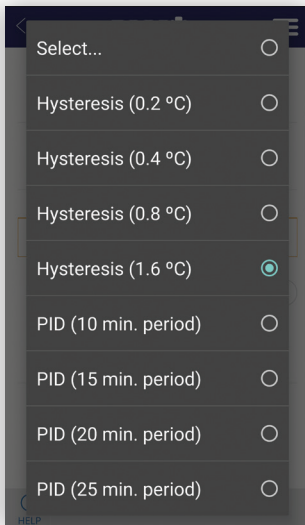 Select...
Hysteresis (0.2 ºC)
Hysteresis (0.4 ºC)
Hysteresis (0.8 ºC)
Hysteresis (1.6 ºC)
PID (10 min. period)
PID (15 min. period)
PID (20 min. period)
PID (25 min. period)
HELP